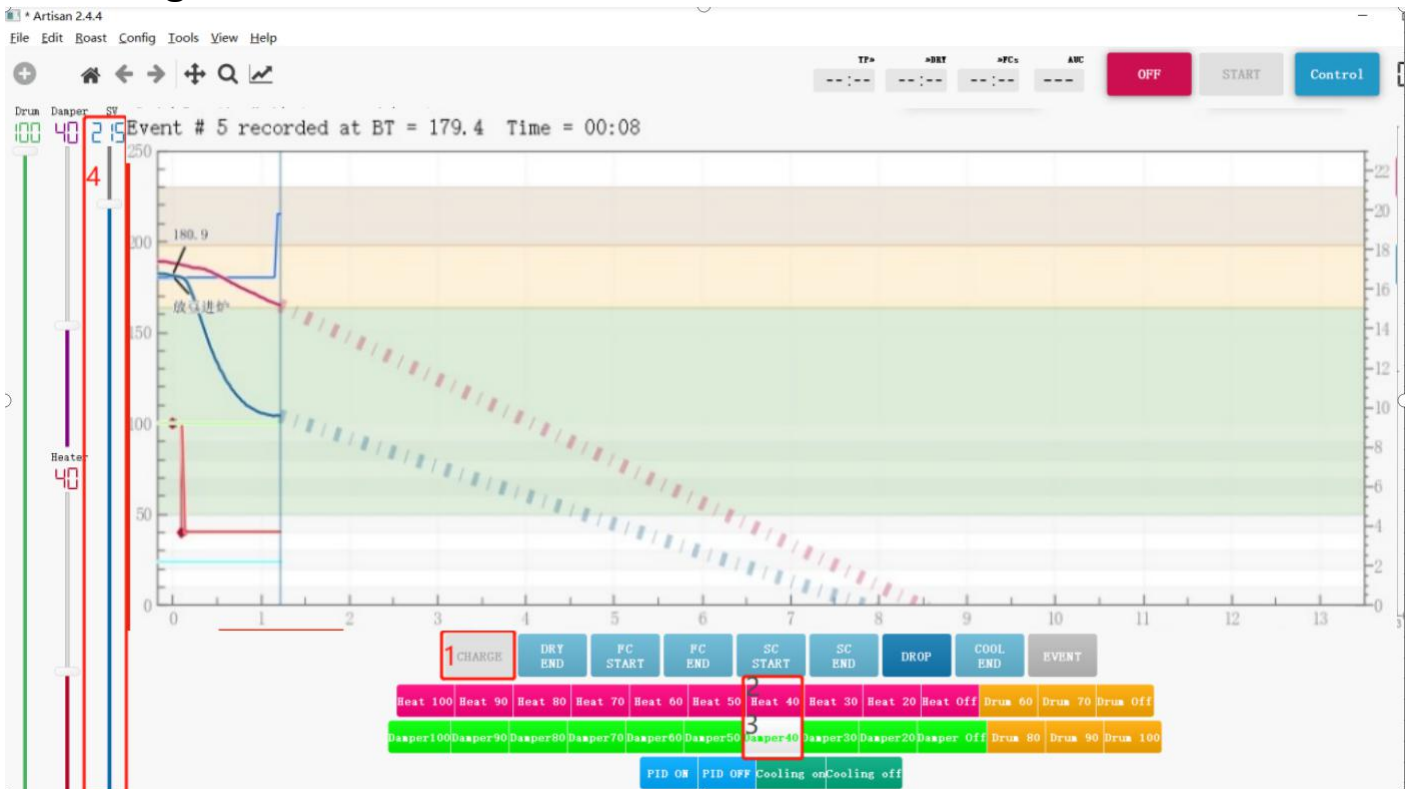 * Artisan 2.4.4
File Edit Roast Config Tools View Help
TP» »DRY »FCs AUC
--:-- --:-- --:-- ---
OFF START Control
Drum Damper SV
100 40 215
Event # 5 recorded at BT = 179.4 Time = 00:08
4
250
200
150
100
50
0
22
20
18
16
14
12
10
8
6
4
2
0
180.9
放豆进炉
Heater
40
0 1 2 3 4 5 6 7 8 9 10 11 12 13
1 CHARGE DRY END FC START FC END SC START SC END DROP COOL END EVENT
2
Heat 100 Heat 90 Heat 80 Heat 70 Heat 60 Heat 50 Heat 40 Heat 30 Heat 20 Heat Off Drum 60 Drum 70 Drum Off
3
Damper100 Damper90 Damper80 Damper70 Damper60 Damper50 Damper40 Damper30 Damper20 Damper Off Drum 80 Drum 90 Drum 100
PID ON PID OFF Cooling on Cooling off